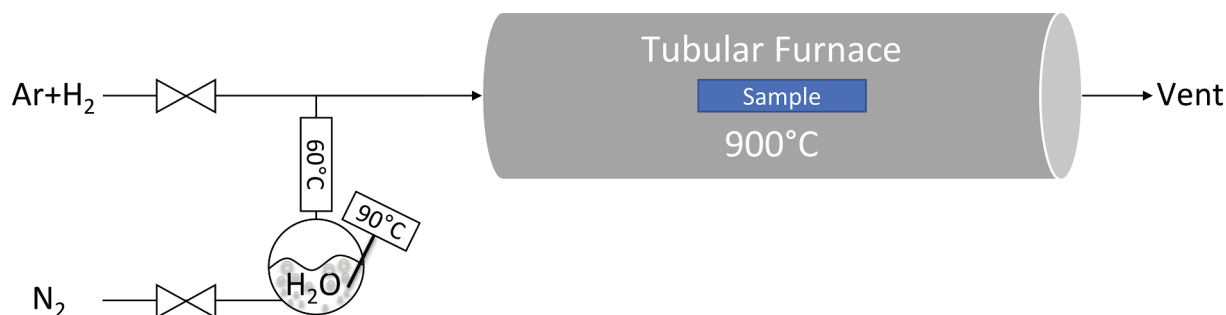 Tubular Furnace
Ar+H₂
Sample
Vent
900°C
60°C
90°C
H₂O
N₂